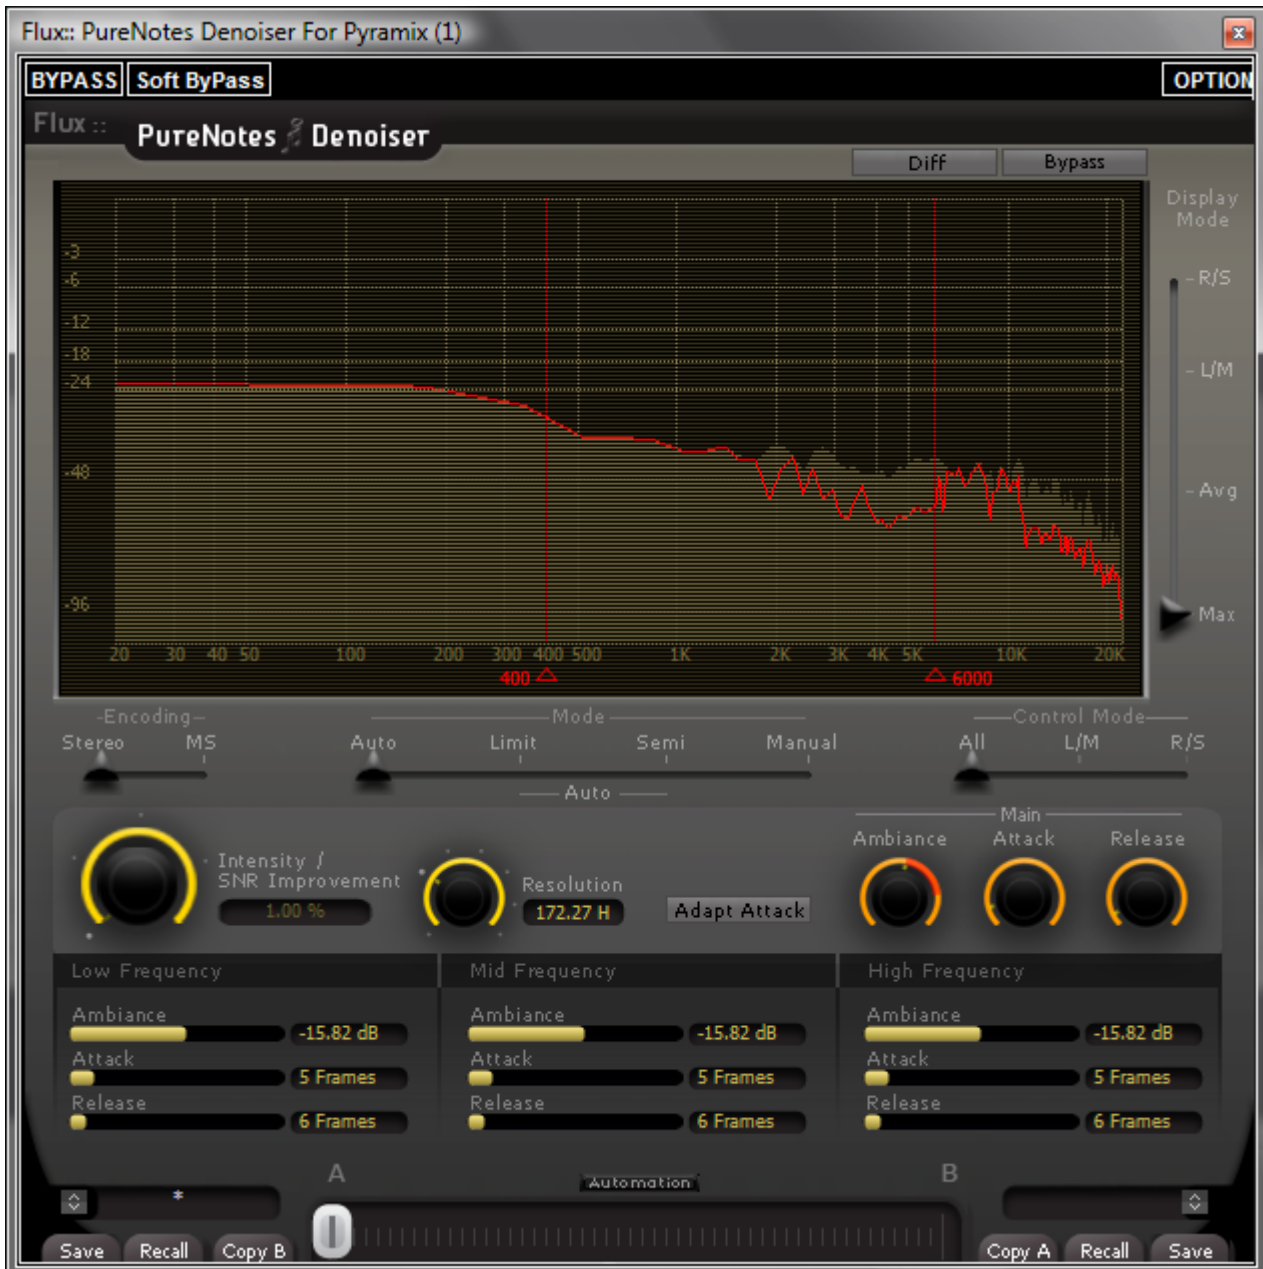 Flux:: PureNotes Denoiser For Pyramix (1)
BYPASS Soft ByPass OPTION
Flux :: PureNotes Denoiser
Diff Bypass
Display
Mode
-3
-6
-12
-18
-24
-48
-96
- R/S
- L/M
- Avg
Max
20 30 40 50 100 200 300 400 500 1K 2K 3K 4K 5K 10K 20K
400 6000
Encoding Mode Control Mode
Stereo MS Auto Limit Semi Manual All L/M R/S
Auto
Main
Ambiance Attack Release
Intensity /
SNR Improvement
1.00 %
Resolution
172.27 H
Adapt Attack
Low Frequency Mid Frequency High Frequency
Ambiance Ambiance Ambiance
-15.82 dB -15.82 dB -15.82 dB
Attack Attack Attack
5 Frames 5 Frames 5 Frames
Release Release Release
6 Frames 6 Frames 6 Frames
A Automation B
*
Save Recall Copy B Copy A Recall Save